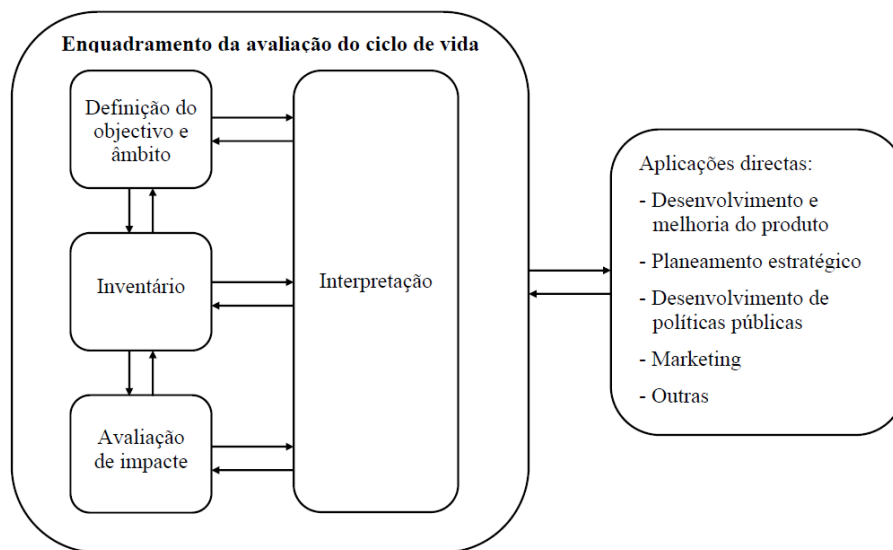 Enquadramento da avaliação do ciclo de vida
Definição do
objectivo e
âmbito
Inventário
Avaliação
de impacte
Interpretação
Aplicações directas:
- Desenvolvimento e
melhoria do produto
- Planeamento estratégico
- Desenvolvimento de
políticas públicas
- Marketing
- Outras